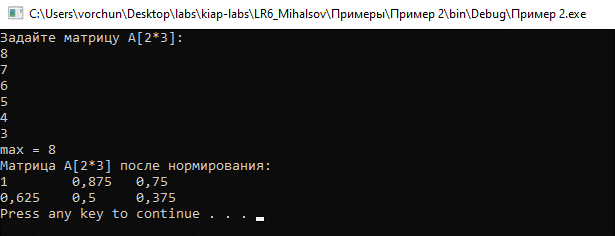 C:\Users\vorchun\Desktop\labs\kiap-labs\LR6_Mihalsov\Примеры\Пример 2\bin\Debug\Пример 2.exe
Задайте матрицу A[2*3]:
8
7
6
5
4
3
max = 8
Матрица A[2*3] после нормирования:
1 0,875 0,75
0,625 0,5 0,375
Press any key to continue . . .